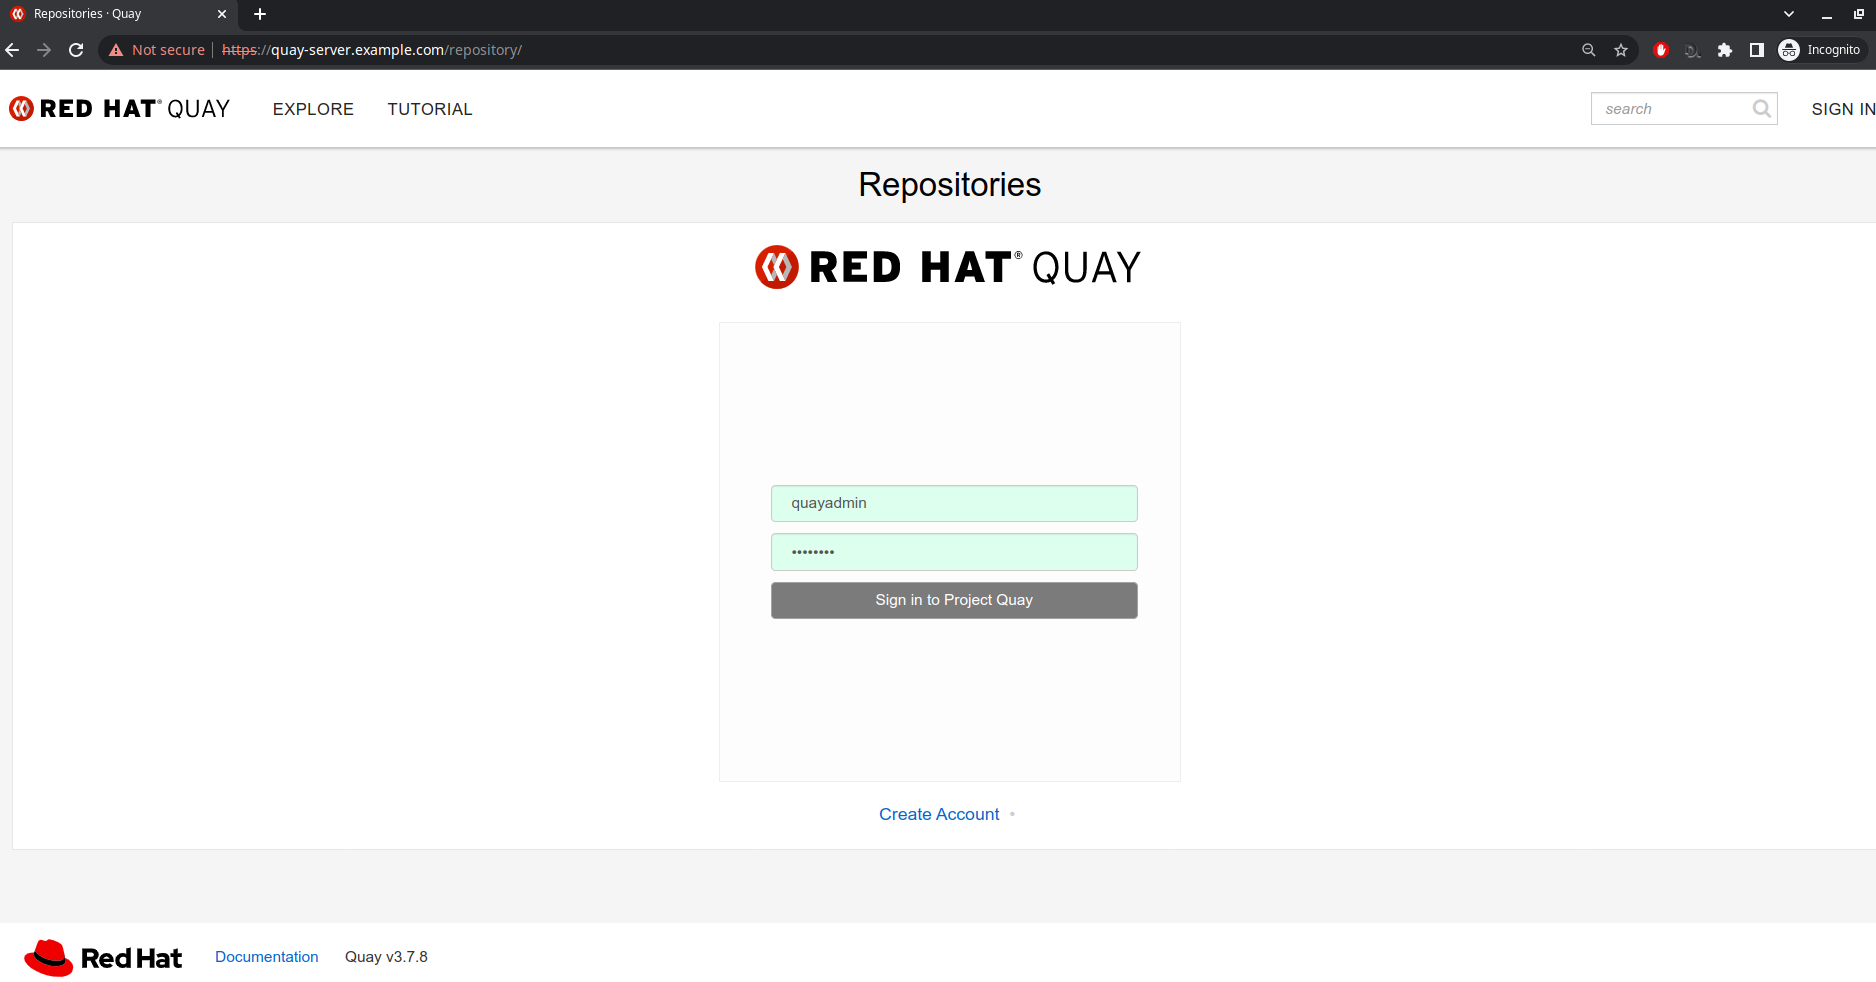 Repositories · Quay
Not secure | https://quay-server.example.com/repository/
Incognito
RED HAT® QUAY
EXPLORE
TUTORIAL
search
SIGN IN
Repositories
RED HAT® QUAY
quayadmin
••••••••
Sign in to Project Quay
Create Account •
Red Hat
Documentation
Quay v3.7.8